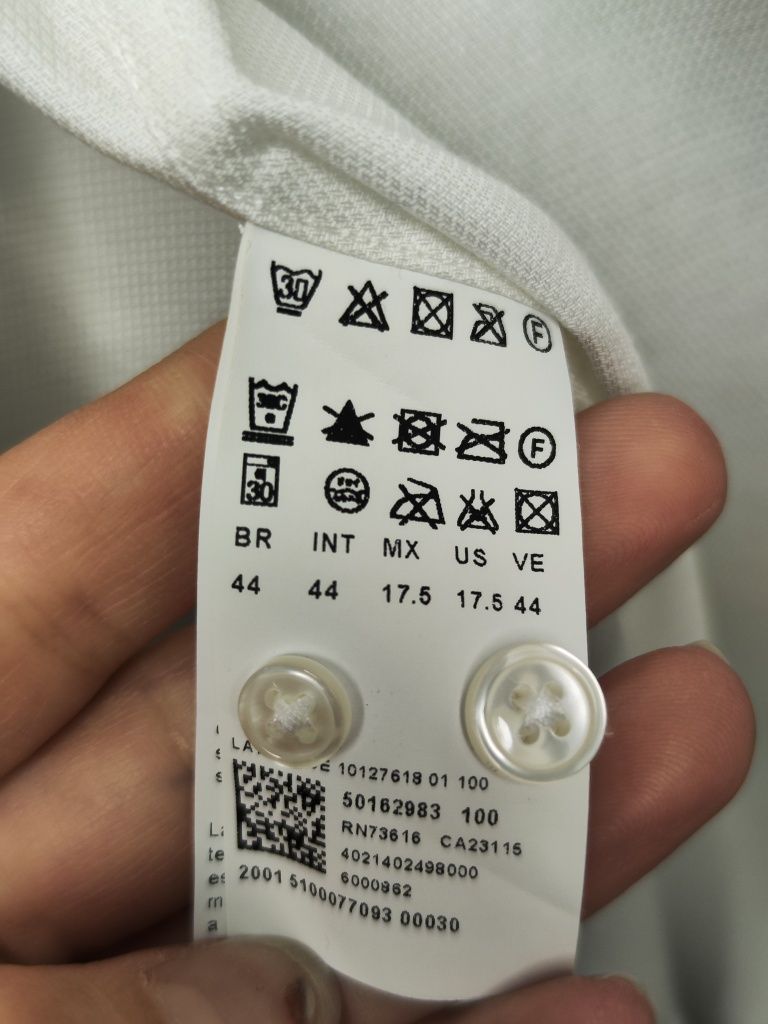 30 F
30C F
30
BR INT MX US VE
44 44 17.5 17.5 44
10127618 01 100
50162983 100
RN73616 CA23115
4021402498000
6000962
2001 5100077093 00030